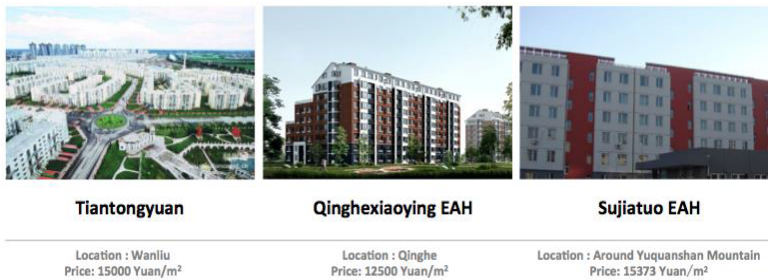 Tiantongyuan
Qinghexiaoying EAH
Sujiatuo EAH
Location : Wanliu
Price: 15000 Yuan/m²
Location : Qinghe
Price: 12500 Yuan/m²
Location : Around Yuquanshan Mountain
Price: 15373 Yuan/m²